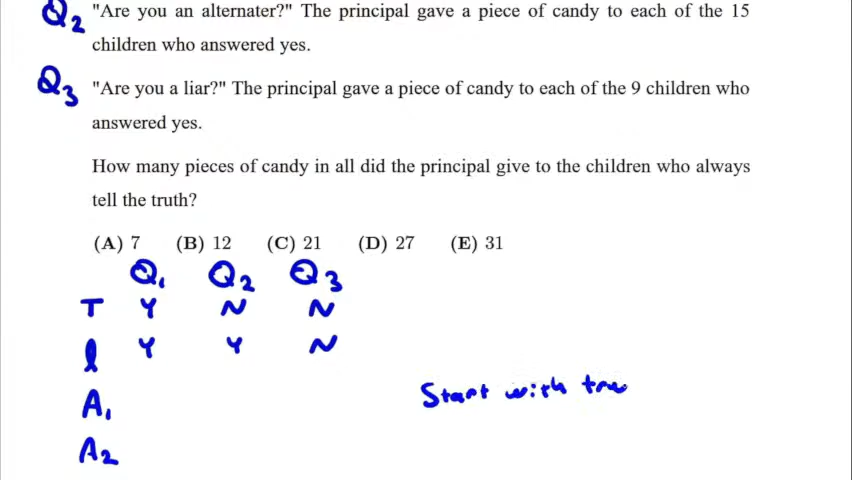 Q2 "Are you an alternater?" The principal gave a piece of candy to each of the 15
children who answered yes.
Q3 "Are you a liar?" The principal gave a piece of candy to each of the 9 children who
answered yes.
How many pieces of candy in all did the principal give to the children who always
tell the truth?
(A) 7 (B) 12 (C) 21 (D) 27 (E) 31
Q1 Q2 Q3
T Y N N
l Y Y N
A1
Start with tru
A2